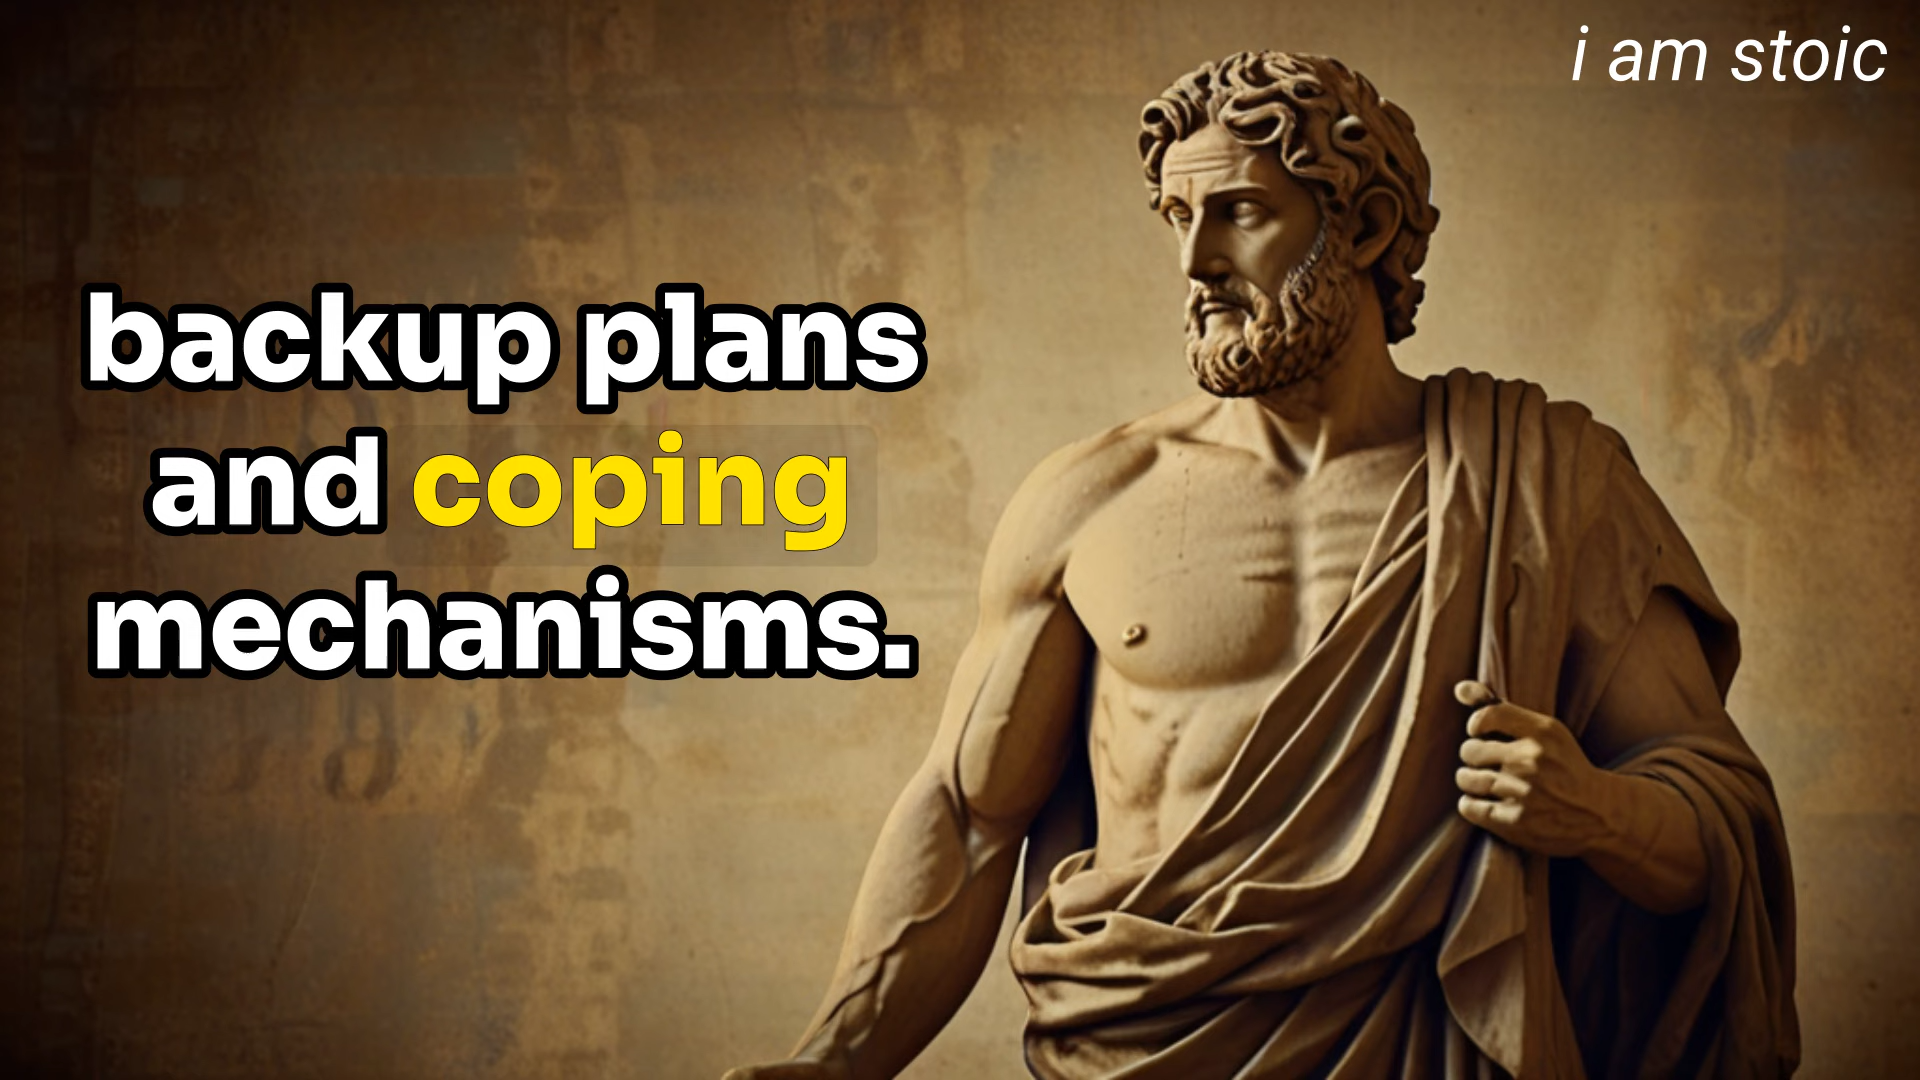 i am stoic
backup plans
and coping
mechanisms.